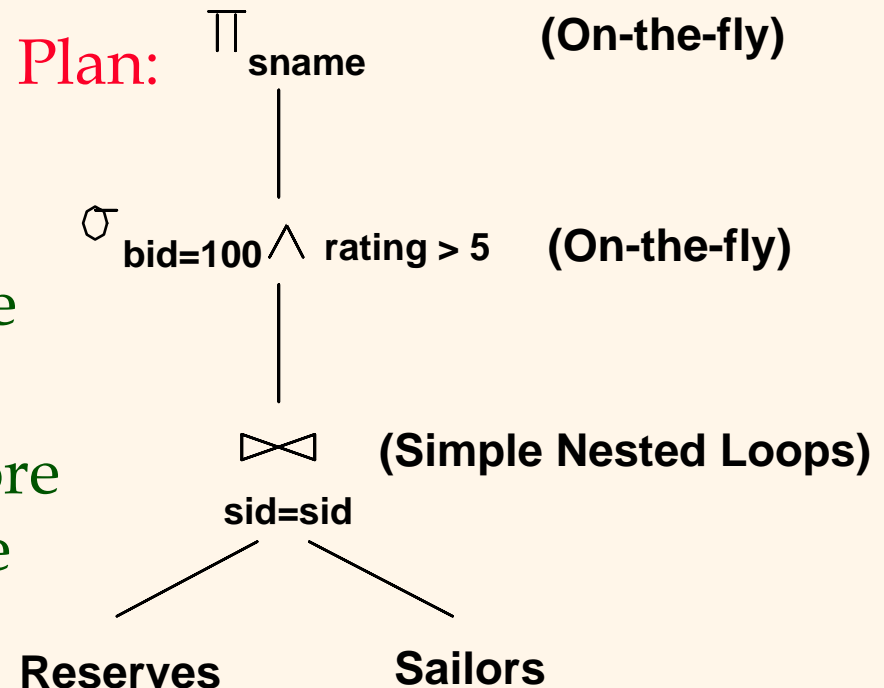 Plan: π sname (On-the-fly)
σ bid=100 ∧ rating > 5 (On-the-fly)
e
⋈ (Simple Nested Loops)
ore
sid=sid
e
Reserves Sailors